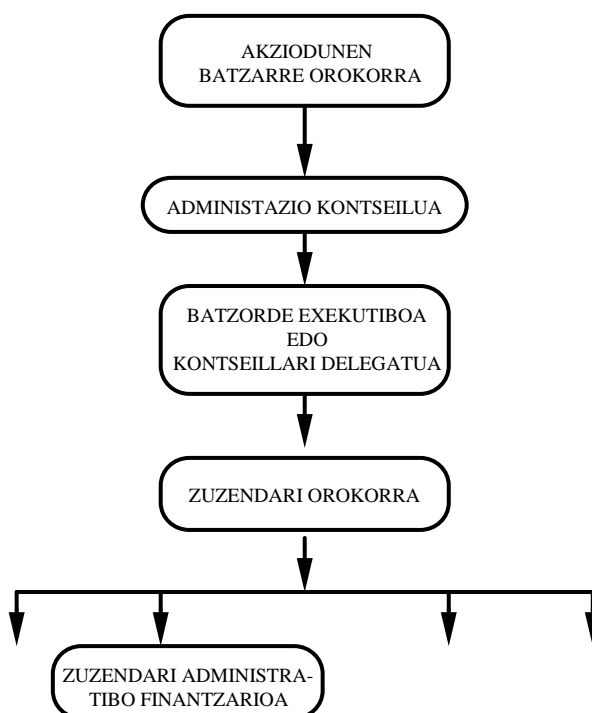 AKZIODUNEN
BATZARRE OROKORRA
ADMINISTAZIO KONTSEILUA
BATZORDE EXEKUTIBOA
EDO
KONTSEILLARI DELEGATUA
ZUZENDARI OROKORRA
ZUZENDARI ADMINISTRA-
TIBO FINANTZARIOA